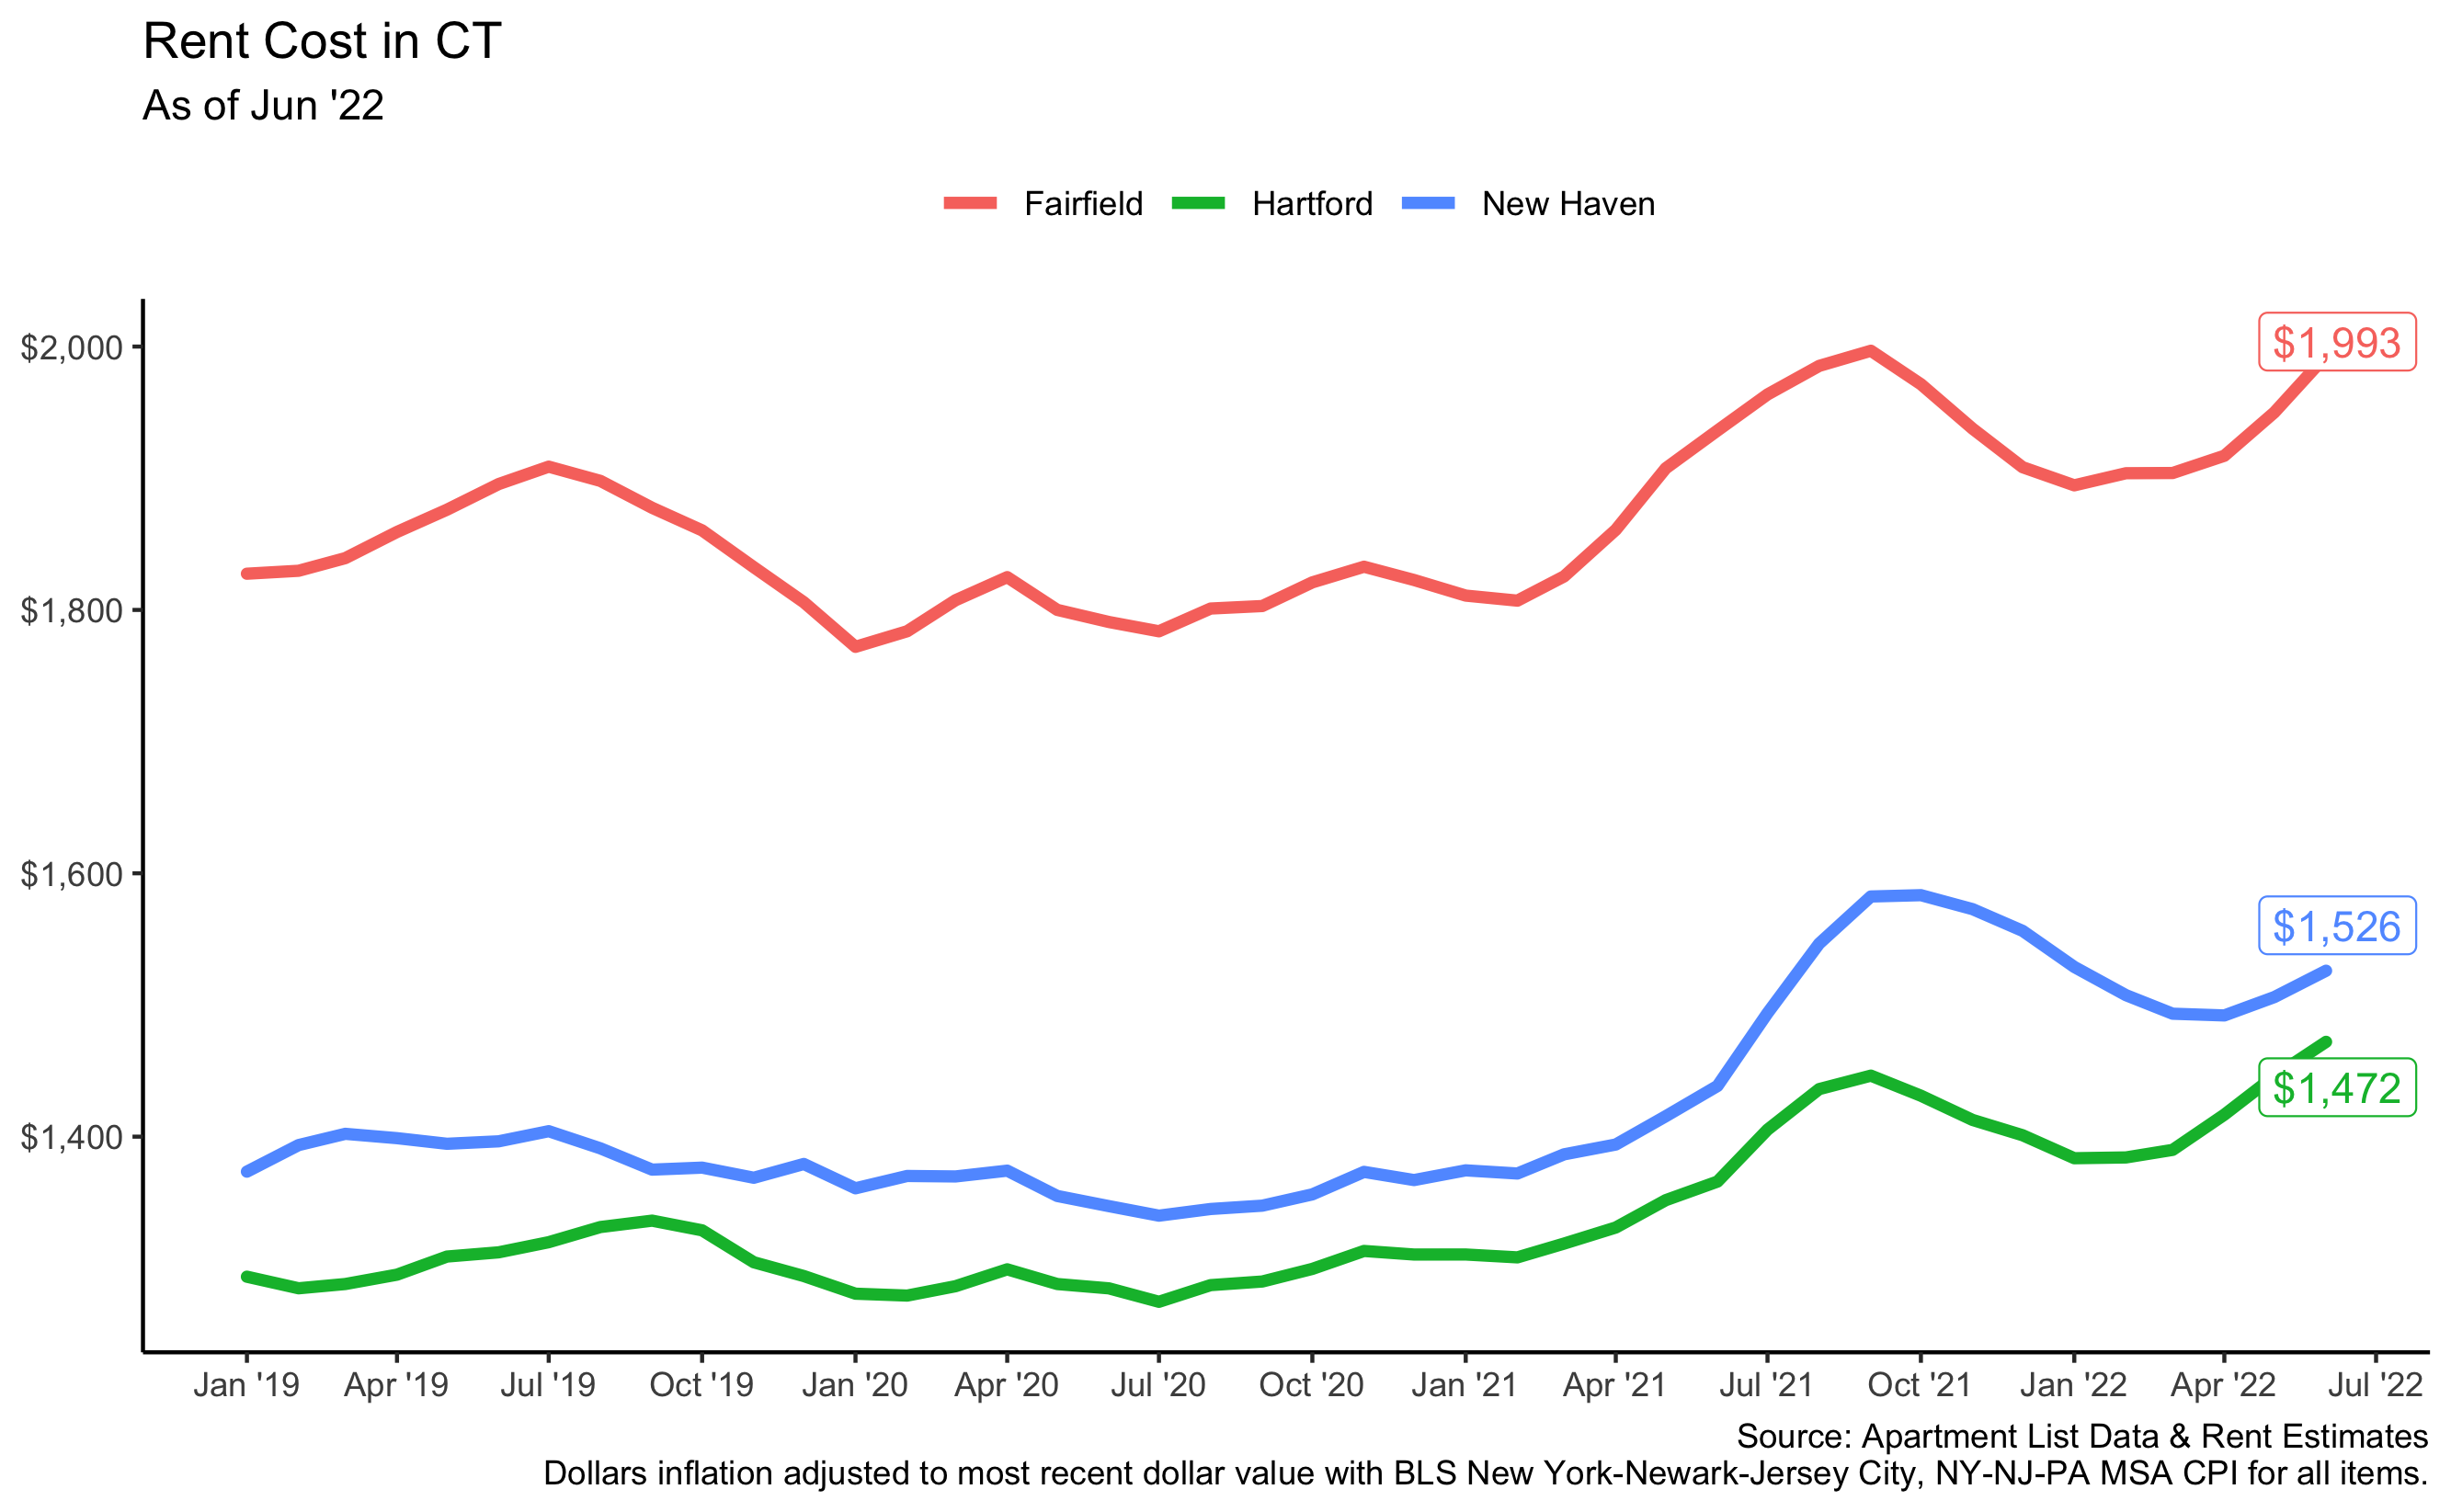 Rent Cost in CT
As of Jun '22
Fairfield Hartford New Haven
$2,000
$1,993
$1,800
$1,600
$1,526
$1,472
$1,400
Jan '19 Apr '19 Jul '19 Oct '19 Jan '20 Apr '20 Jul '20 Oct '20 Jan '21 Apr '21 Jul '21 Oct '21 Jan '22 Apr '22 Jul '22
Source: Apartment List Data & Rent Estimates
Dollars inflation adjusted to most recent dollar value with BLS New York-Newark-Jersey City, NY-NJ-PA MSA CPI for all items.